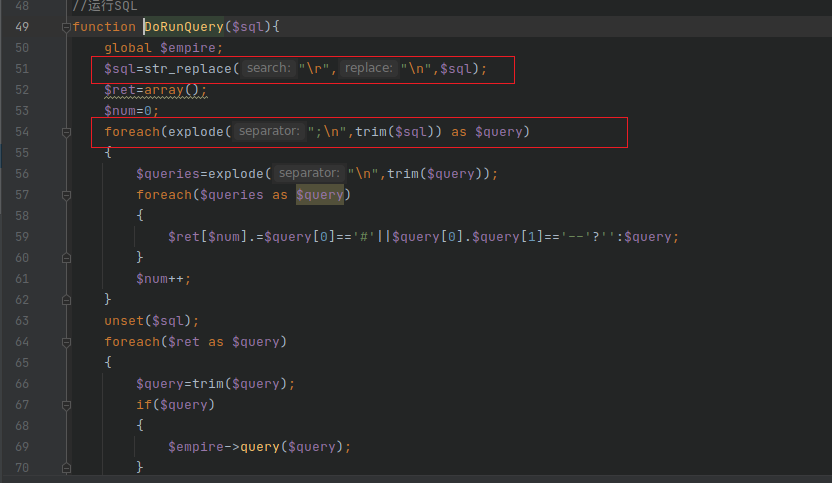 48 //运行SQL
49 function DoRunQuery($sql){
50 global $empire;
51 $sql=str_replace( search: "\r", replace: "\n",$sql);
52 $ret=array();
53 $num=0;
54 foreach(explode( separator: ";\n",trim($sql)) as $query)
55 {
56 $queries=explode( separator: "\n",trim($query));
57 foreach($queries as $query)
58 {
59 $ret[$num].=$query[0]=='#'||$query[0].$query[1]=='--'?'':$query;
60 }
61 $num++;
62 }
63 unset($sql);
64 foreach($ret as $query)
65 {
66 $query=trim($query);
67 if($query)
68 {
69 $empire->query($query);
70 }